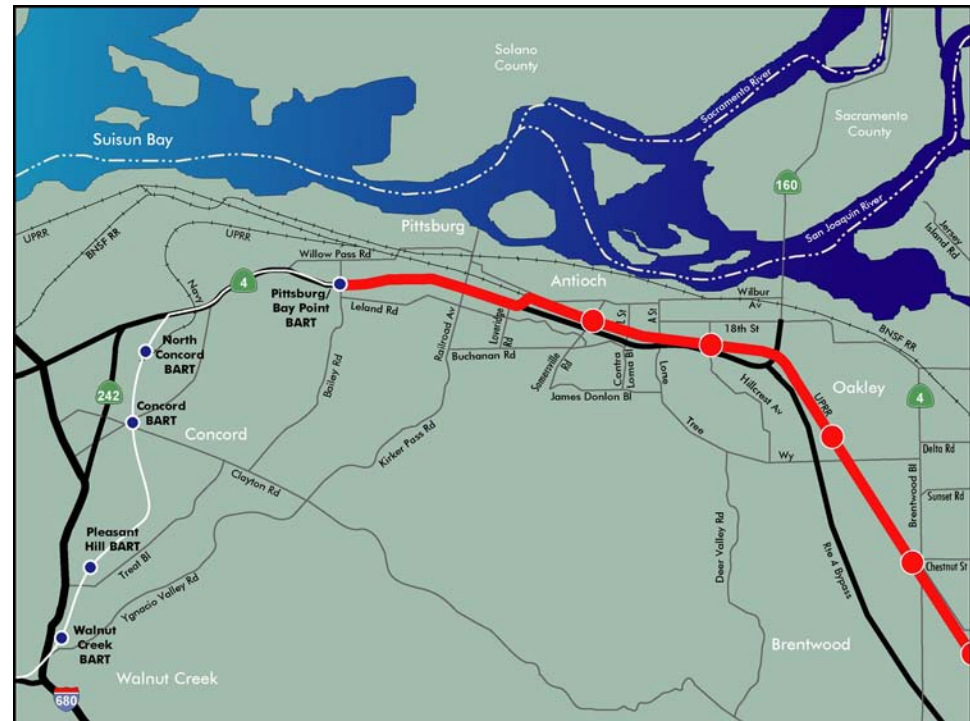 Solano
County
Sacramento River
Sacramento
County
Suisun Bay
160
San Joaquin River
Jersey
Island Rd
Pittsburg
UPRR
BNSF RR
UPRR
Willow Pass Rd
Antioch
4
Navy
Pittsburg/
Bay Point
BART
Leland Rd
Wilbur
Av
L St
A St
18th St
BNSF RR
Loveridge
Rd
Railroad Av
North
Concord
BART
Bailey Rd
Buchanan Rd
Somersville
Rd
Contra
Loma Bl
Lone
Hillcrest Av
UPRR
Oakley
4
242
James Donlon Bl
Concord
BART
Concord
Tree
Wy
Delta Rd
Kirker Pass Rd
Clayton Rd
Brentwood Bl
Sunset Rd
Deer Valley Rd
Rte 4 Bypass
Pleasant
Hill BART
Treat Bl
Chestnut St
Ygnacio Valley Rd
Walnut
Creek
BART
Brentwood
Walnut Creek
680